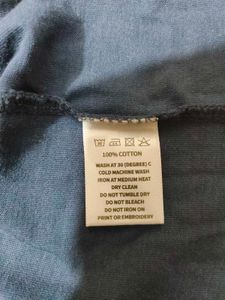 100% COTTON
WASH AT 30 (DEGREE) C
COLD MACHINE WASH
IRON AT MEDIUM HEAT
DRY CLEAN
DO NOT TUMBLE DRY
DO NOT BLEACH
DO NOT IRON ON
PRINT OR EMBROIDERY